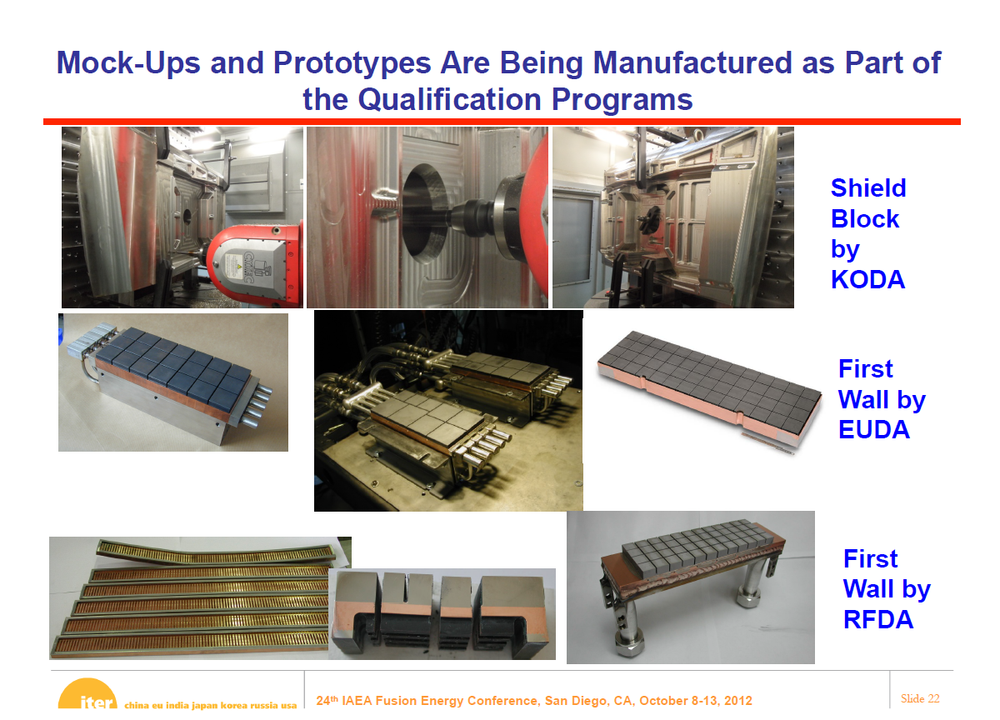 Mock-Ups and Prototypes Are Being Manufactured as Part of
the Qualification Programs
Shield
Block
by
KODA
First
Wall by
EUDA
First
Wall by
RFDA
iter
china eu india japan korea russia usa
24th IAEA Fusion Energy Conference, San Diego, CA, October 8-13, 2012
Slide 22